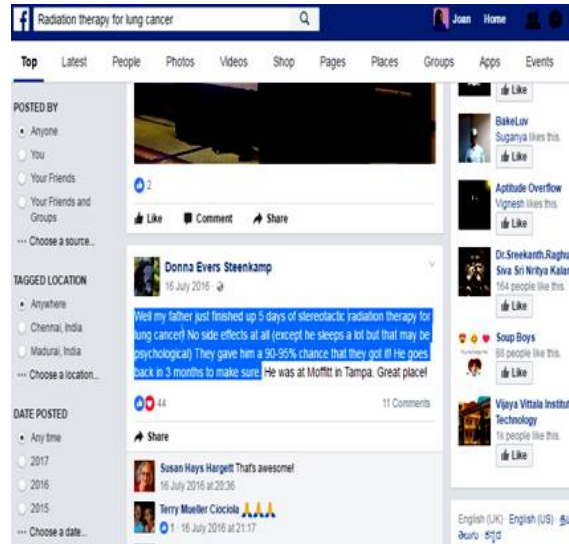 f Radiation therapy for lung cancer
Joan Home
Top Latest People Photos Videos Shop Pages Places Groups Apps Events
POSTED BY
Anyone
You
Your Friends
Your Friends and
Groups
Choose a source...
TAGGED LOCATION
Anywhere
Chennai, India
Madurai, India
Choose a location...
DATE POSTED
Any time
2017
2016
2015
Choose a date...
2
Like Comment Share
Donna Evers Steenkamp
16 July 2016
Well my father just finished up 5 days of stereotactic radiation therapy for
lung cancer! No side effects at all (except he sleeps a lot but that may be
psychological) They gave him a 90-95% chance that they got it! He goes
back in 3 months to make sure. He was at Moffitt in Tampa. Great place!
44 11 Comments
Share
Susan Hays Hargett That's awesome!
16 July 2016 at 20:36
Terry Mueller Ciociola
1 · 16 July 2016 at 21:17
Like
BakeLuv
Suganya likes this.
Like
Aptitude Overflow
Vignesh likes this.
Like
Dr.Sreekanth.Raghu
Siva Sri Nritya Kalan
164 people like this.
Like
Soup Boys
people like this.
Like
Vijaya Vittala Institut
Technology
1k people like this.
Like
English (UK) · English (US) ·
తెలుగు · ಕನ್ನಡ